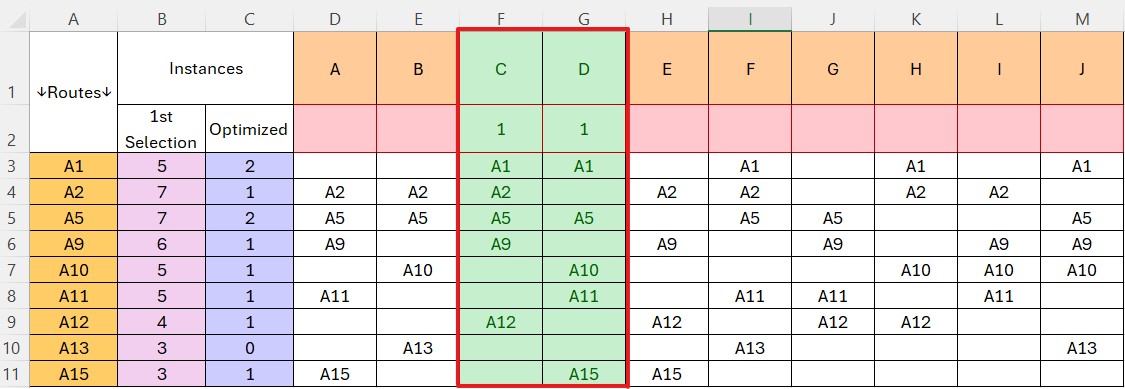 A B C D E F G H I J K L M
1 ↓Routes↓ Instances A B C D E F G H I J
2 1st Selection Optimized 1 1
3 A1 5 2 A1 A1 A1 A1 A1
4 A2 7 1 A2 A2 A2 A2 A2 A2 A2
5 A5 7 2 A5 A5 A5 A5 A5 A5 A5
6 A9 6 1 A9 A9 A9 A9 A9 A9
7 A10 5 1 A10 A10 A10 A10 A10
8 A11 5 1 A11 A11 A11 A11 A11
9 A12 4 1 A12 A12 A12 A12
10 A13 3 0 A13 A13 A13
11 A15 3 1 A15 A15 A15